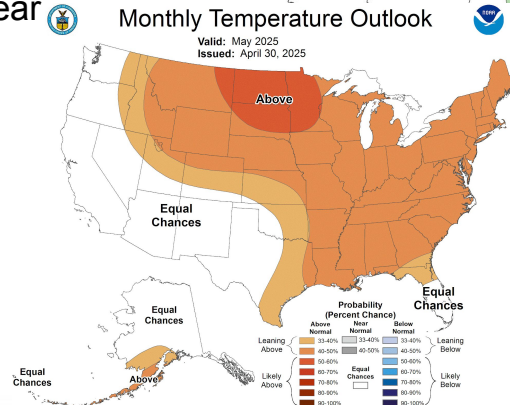 ear
Monthly Temperature Outlook
NOAA
Valid: May 2025
Issued: April 30, 2025
Above
Equal
Chances
Equal
Chances
Equal
Chances
Above
Equal
Chances
Probability
(Percent Chance)
Above Normal
Near Normal
Below Normal
Leaning Above
33-40% 33-40% 33-40%
40-50% 40-50% 40-50%
Leaning Below
50-60% 50-60%
Likely Above
60-70% Equal Chances 60-70%
70-80% 70-80%
Likely Below
80-90% 80-90%
90-100% 90-100%